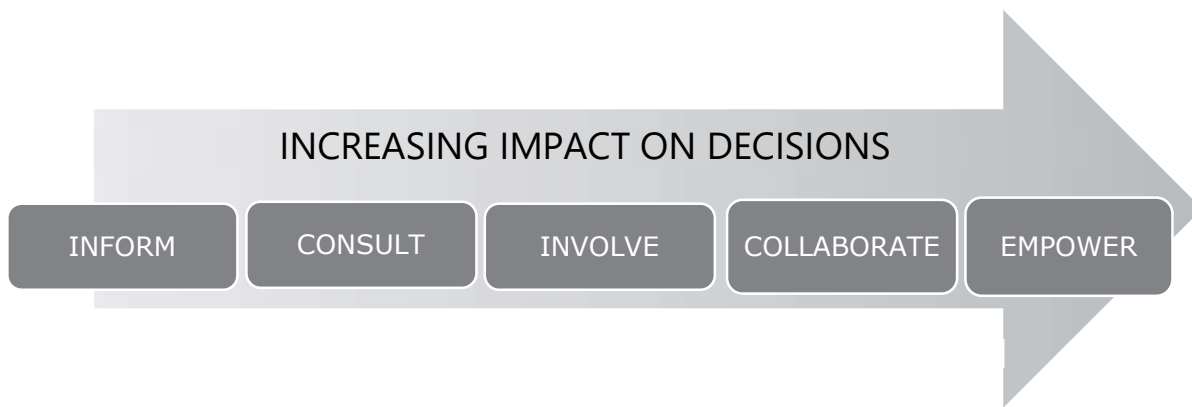 INCREASING IMPACT ON DECISIONS
INFORM
CONSULT
INVOLVE
COLLABORATE
EMPOWER